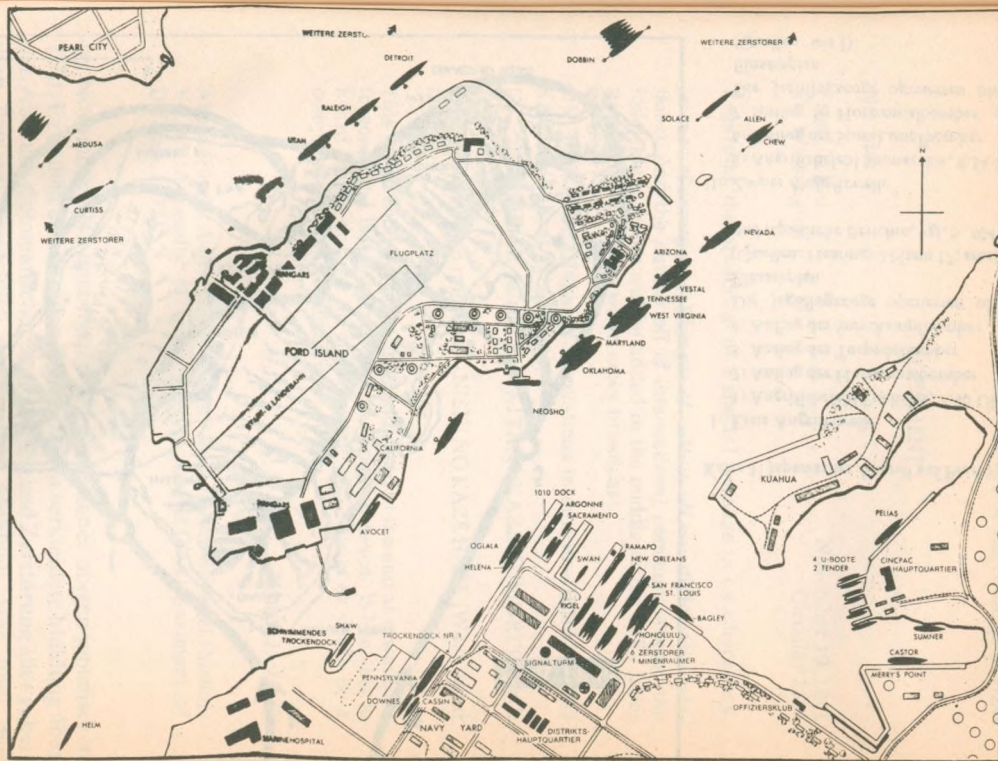 PEARL CITY
WEITERE ZERSTÖ.
DETROIT
DOBBIN
WEITERE ZERSTÖRER
RALEIGH
SOLACE
ALLEN
CHEW
UTAH
MEDUSA
CURTISS
WEITERE ZERSTÖRER
N
NEVADA
FLUGPLATZ
ARIZONA
VESTAL
TENNESSEE
WEST VIRGINIA
MARYLAND
OKLAHOMA
HANGARS
FORD ISLAND
START- U LANDEBAHN
NEOSHO
CALIFORNIA
HANGARS
AVOCET
KUAHUA
1010 DOCK
ARGONNE
SACRAMENTO
OGLALA
HELENA
SWAN
RAMAPO
NEW ORLEANS
SAN FRANCISCO
ST. LOUIS
RIGEL
BAGLEY
HONOLULU
6 ZERSTÖRER
1 MINENRÄUMER
PELIAS
4 U-BOOTE
2 TENDER
CINCPAC
HAUPTQUARTIER
SUMNER
CASTOR
MERRY'S POINT
SHAW
SCHWIMMENDES
TROCKENDOCK
TROCKENDOCK NR. 1
SIGNALTURM
PENNSYLVANIA
DOWNES
CASSIN
NAVY YARD
DISTRIKTS-
HAUPTQUARTIER
OFFIZIERSKLUB
HELM
MARINEHOSPITAL